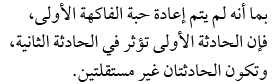 بما أنه لم يتم إعادة حبة الفاكهة الأولى،
فإن الحادثة الأولى تؤثر في الحادثة الثانية،
وتكون الحادثتان غير مستقلتين.